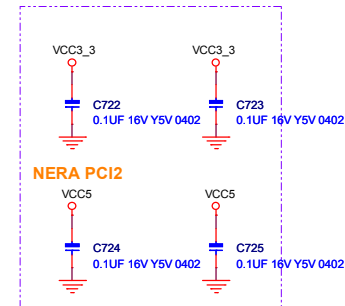 VCC3_3 VCC3_3
C722 C723
0.1UF 16V Y5V 0402 0.1UF 16V Y5V 0402
NERA PCI2
VCC5 VCC5
C724 C725
0.1UF 16V Y5V 0402 0.1UF 16V Y5V 0402